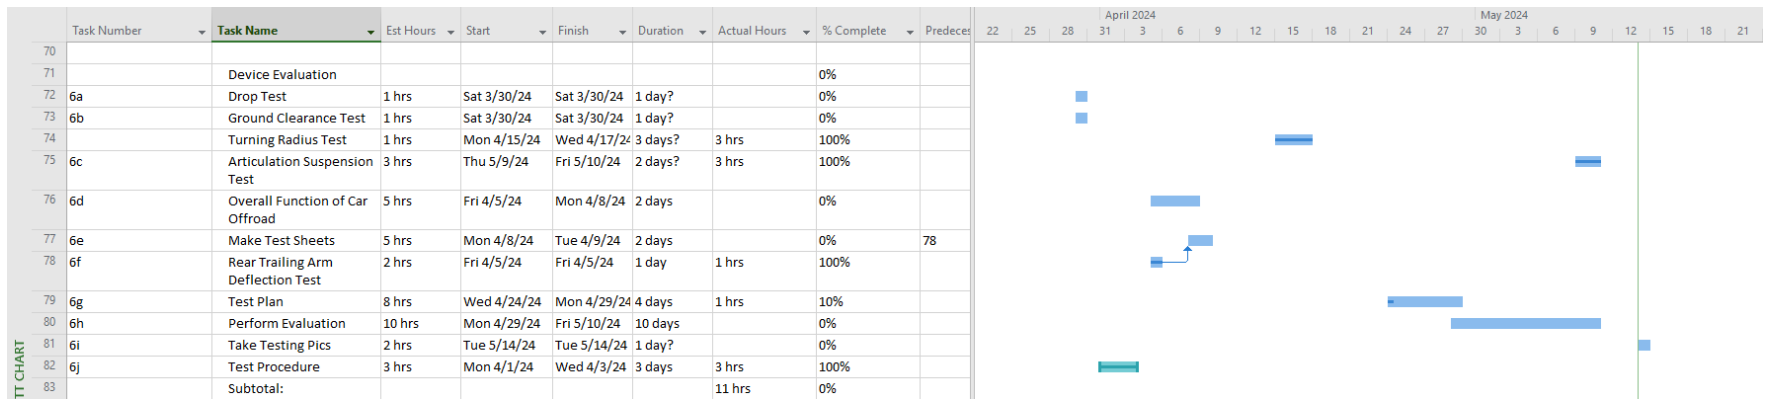 April 2024 May 2024
Task Number Task Name Est Hours Start Finish Duration Actual Hours % Complete Predeces 22 25 28 31 3 6 9 12 15 18 21 24 27 30 3 6 9 12 15 18 21
70
71 Device Evaluation 0%
72 6a Drop Test 1 hrs Sat 3/30/24 Sat 3/30/24 1 day? 0%
73 6b Ground Clearance Test 1 hrs Sat 3/30/24 Sat 3/30/24 1 day? 0%
74 Turning Radius Test 1 hrs Mon 4/15/24 Wed 4/17/24 3 days? 3 hrs 100%
75 6c Articulation Suspension 3 hrs Thu 5/9/24 Fri 5/10/24 2 days? 3 hrs 100%
Test
76 6d Overall Function of Car 5 hrs Fri 4/5/24 Mon 4/8/24 2 days 0%
Offroad
77 6e Make Test Sheets 5 hrs Mon 4/8/24 Tue 4/9/24 2 days 0% 78
78 6f Rear Trailing Arm 2 hrs Fri 4/5/24 Fri 4/5/24 1 day 1 hrs 100%
Deflection Test
79 6g Test Plan 8 hrs Wed 4/24/24 Mon 4/29/24 4 days 1 hrs 10%
80 6h Perform Evaluation 10 hrs Mon 4/29/24 Fri 5/10/24 10 days 0%
81 6i Take Testing Pics 2 hrs Tue 5/14/24 Tue 5/14/24 1 day? 0%
82 6j Test Procedure 3 hrs Mon 4/1/24 Wed 4/3/24 3 days 3 hrs 100%
83 Subtotal: 11 hrs 0%
TT CHART